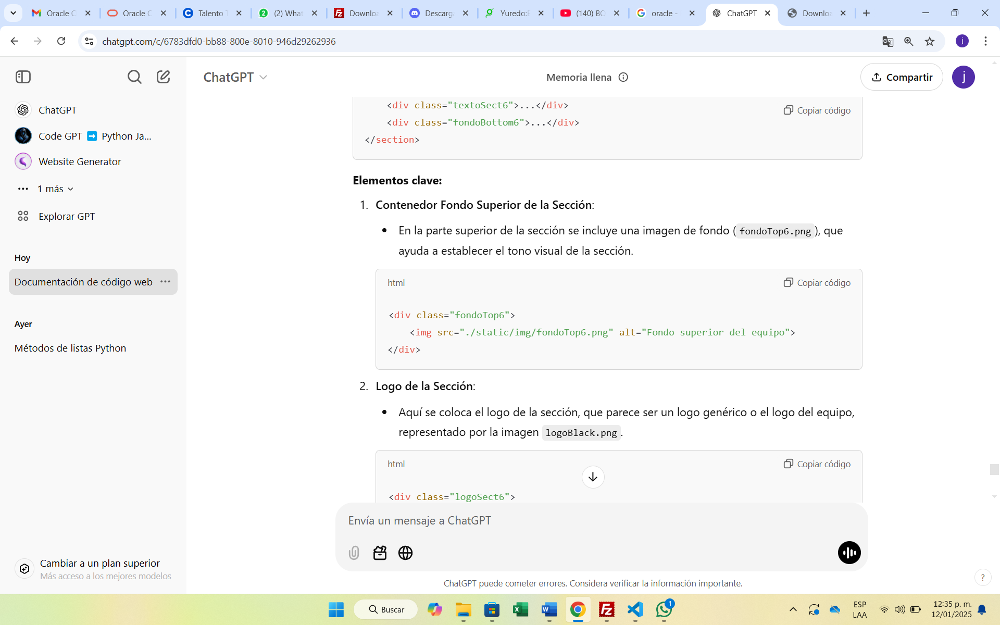 Oracle C
Oracle C
Talento T
(2) What
Downloa
Descarga
Yuredo:E
(140) BO
oracle -
ChatGPT
Downloa
chatgpt.com/c/6783dfd0-bb88-800e-8010-946d29262936
j
ChatGPT
Memoria llena
Compartir
j
ChatGPT
Code GPT ➡ Python Ja...
Website Generator
1 más
Explorar GPT
Hoy
Documentación de código web
Ayer
Métodos de listas Python
Cambiar a un plan superior
Más acceso a los mejores modelos
<div class="textoSect6">...</div>
Copiar código
<div class="fondoBottom6">...</div>
</section>
Elementos clave:
1. Contenedor Fondo Superior de la Sección:
• En la parte superior de la sección se incluye una imagen de fondo ( fondoTop6.png ), que
ayuda a establecer el tono visual de la sección.
html
Copiar código
<div class="fondoTop6">
<img src="./static/img/fondoTop6.png" alt="Fondo superior del equipo">
</div>
2. Logo de la Sección:
• Aquí se coloca el logo de la sección, que parece ser un logo genérico o el logo del equipo,
representado por la imagen logoBlack.png .
html
Copiar código
<div class="logoSect6">
Envía un mensaje a ChatGPT
ChatGPT puede cometer errores. Considera verificar la información importante.
?
Buscar
1
ESP
LAA
12:35 p. m.
12/01/2025